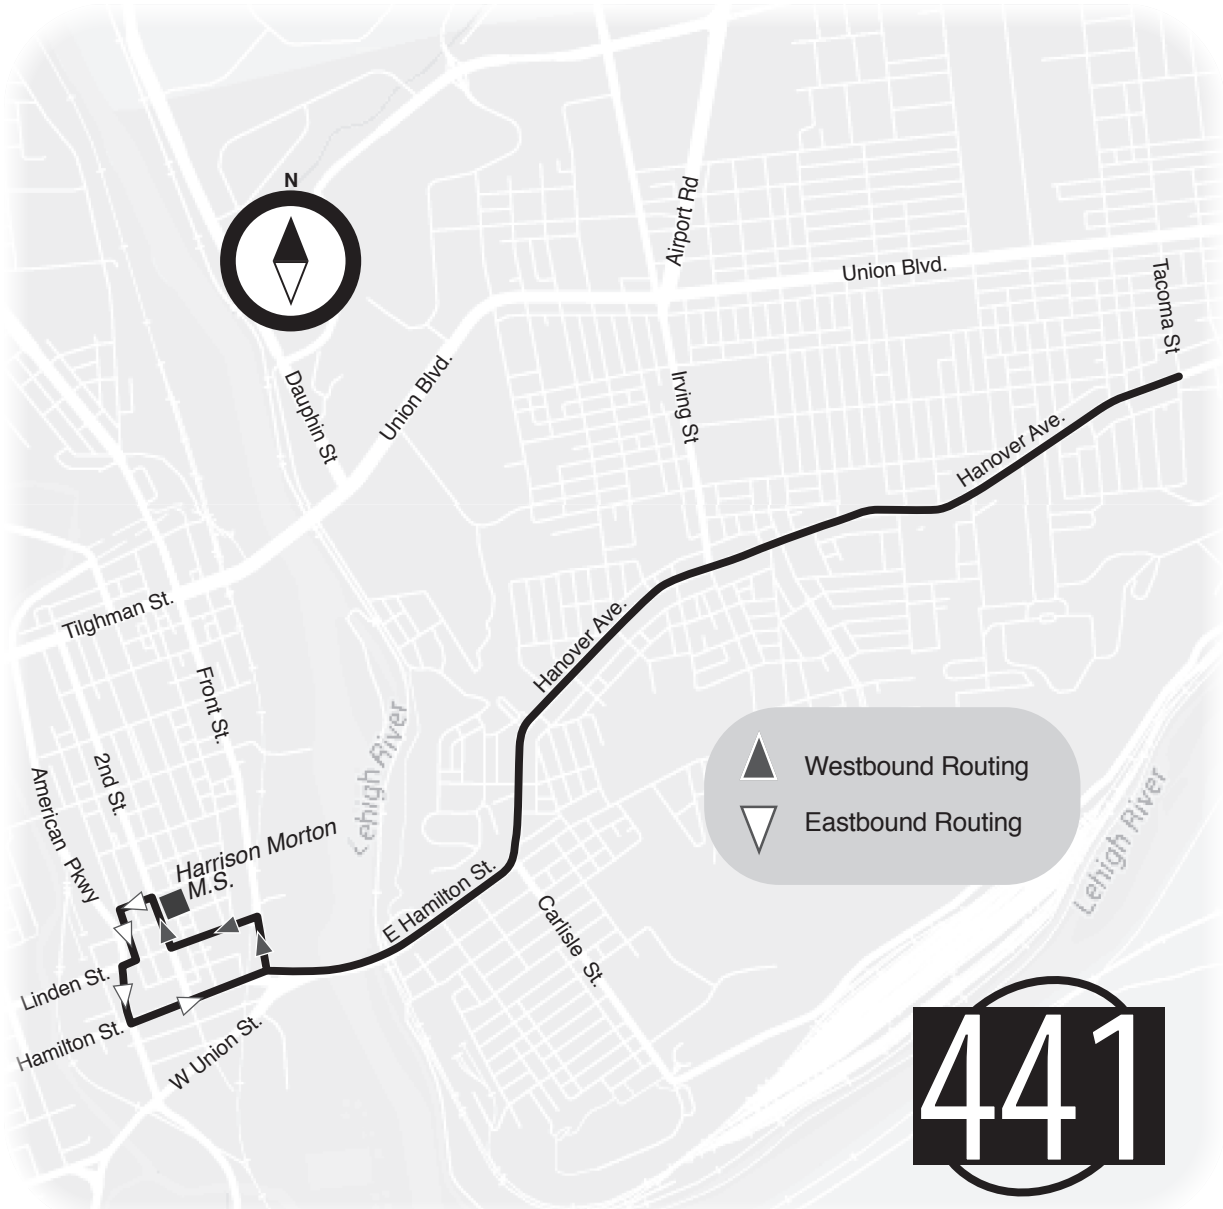 N
Airport Rd
Union Blvd.
Tacoma St
Dauphin St
Union Blvd.
Irving St
Hanover Ave.
Tilghman St.
Hanover Ave.
Front St.
Lehigh River
2nd St.
American Pkwy
Westbound Routing
Eastbound Routing
Lehigh River
Harrison Morton
M.S.
E Hamilton St.
Carlisle St.
Linden St.
Hamilton St.
W Union St.
441